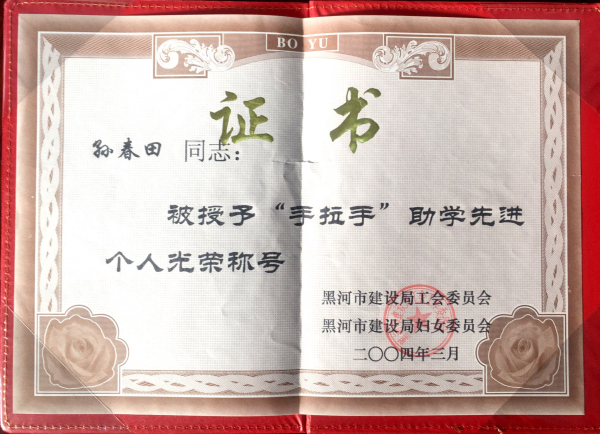 BO YU
证书
孙春田 同志：
被授予“手拉手”助学先进
个人光荣称号
黑河市建设局工会委员会
黑河市建设局妇女委员会
二〇〇四年三月